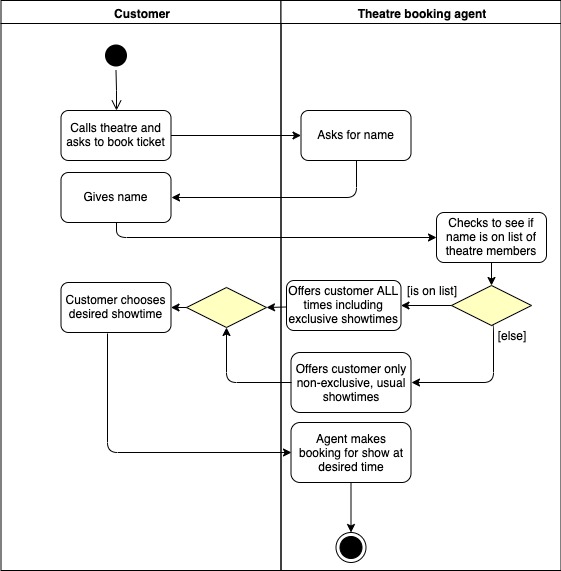 Customer
Theatre booking agent
Calls theatre and
asks to book ticket
Asks for name
Gives name
Checks to see if
name is on list of
theatre members
[is on list]
Offers customer ALL
times including
exclusive showtimes
Customer chooses
desired showtime
[else]
Offers customer only
non-exclusive, usual
showtimes
Agent makes
booking for show at
desired time